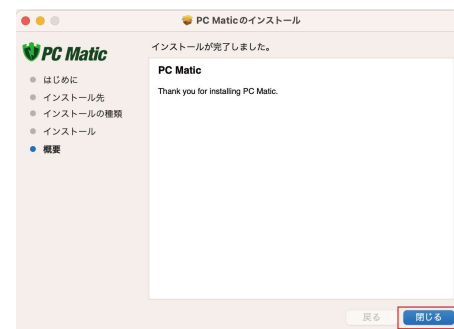 PC Maticのインストール
PC Matic
インストールが完了しました。
はじめに
インストール先
インストールの種類
インストール
概要
PC Matic
Thank you for installing PC Matic.
戻る
閉じる